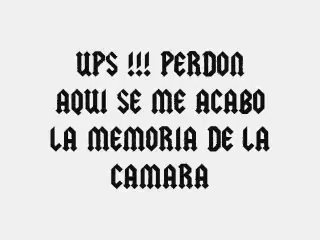 UPS !!! PERDON
AQUI SE ME ACABO
LA MEMORIA DE LA
CAMARA